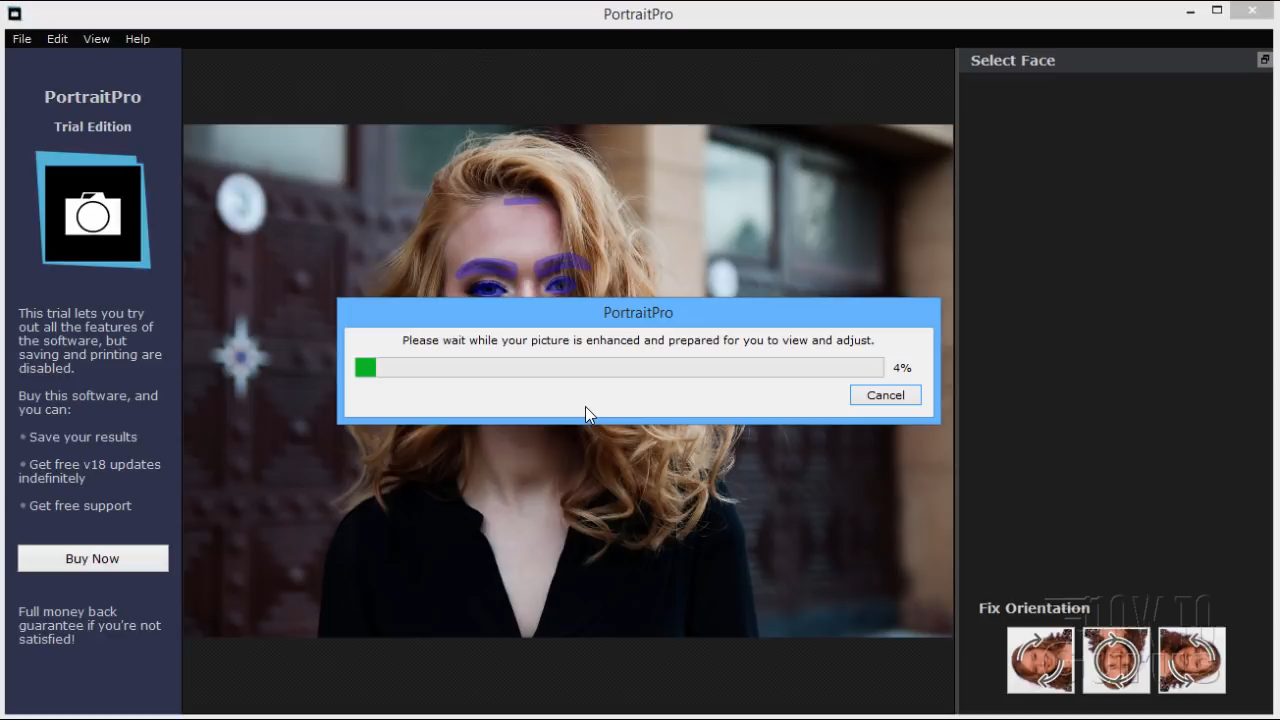 PortraitPro
File Edit View Help
PortraitPro
Trial Edition
This trial lets you try
out all the features of
the software, but
saving and printing are
disabled.
Buy this software, and
you can:
• Save your results
• Get free v18 updates
indefinitely
• Get free support
Buy Now
Full money back
guarantee if you're not
satisfied!
PortraitPro
Please wait while your picture is enhanced and prepared for you to view and adjust.
4%
Cancel
Select Face
Fix Orientation
HOW TO